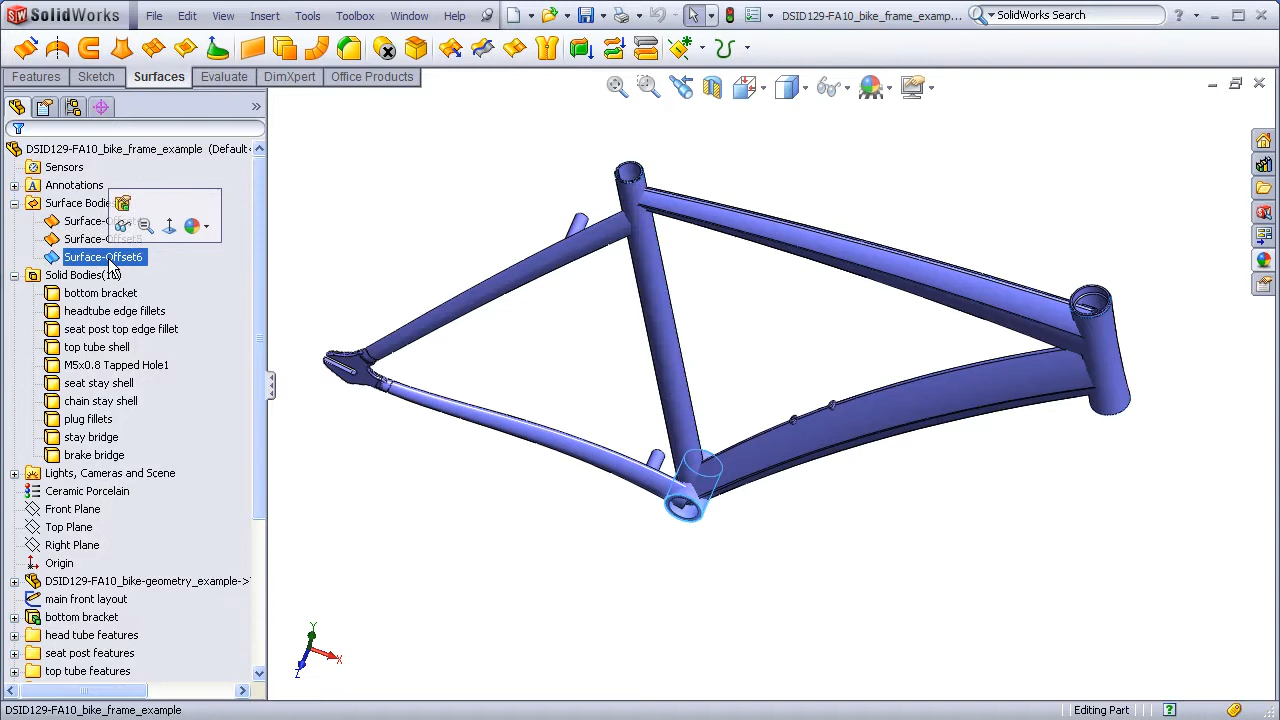 SolidWorks File Edit View Insert Tools Toolbox Window Help DSID129-FA10_bike_frame_examp... SolidWorks Search
Features Sketch Surfaces Evaluate DimXpert Office Products
DSID129-FA10_bike_frame_example (Default<
Sensors
Annotations
Surface Bodie
Surface-O
Surface-Offset5
Surface-Offset6
Solid Bodies(10)
bottom bracket
headtube edge fillets
seat post top edge fillet
top tube shell
M5x0.8 Tapped Hole1
seat stay shell
chain stay shell
plug fillets
stay bridge
brake bridge
Lights, Cameras and Scene
Ceramic Porcelain
Front Plane
Top Plane
Right Plane
Origin
DSID129-FA10_bike-geometry_example->
main front layout
bottom bracket
head tube features
seat post features
top tube features
Y
X
Z
DSID129-FA10_bike_frame_example Editing Part